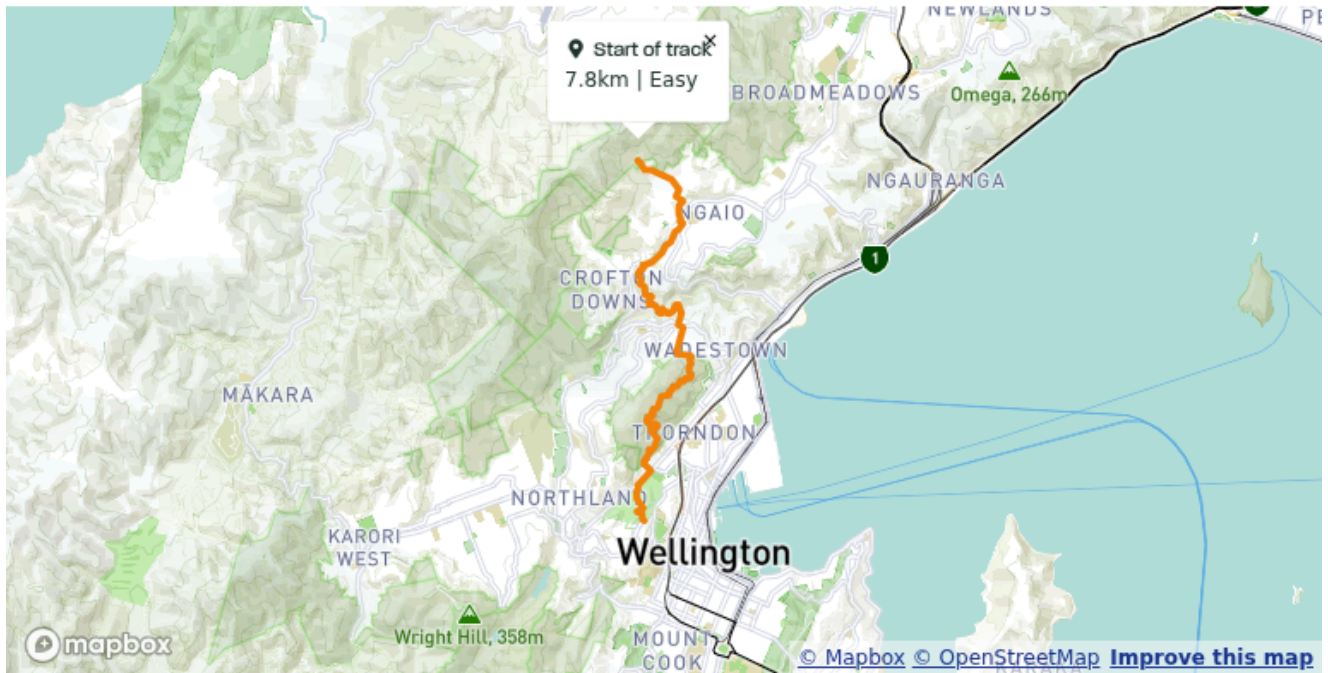 NEWLANDS
Start of track
×
7.8km | Easy
BROADMEADOWS
Omega, 266m
NGAURANGA
NGAIO
1
CROFTON
DOWNS
WADESTOWN
MĀKARA
THORNDON
NORTHLAND
KARORI
WEST
Wellington
Wright Hill, 358m
MOUNT
COOK
mapbox
© Mapbox © OpenStreetMap Improve this map